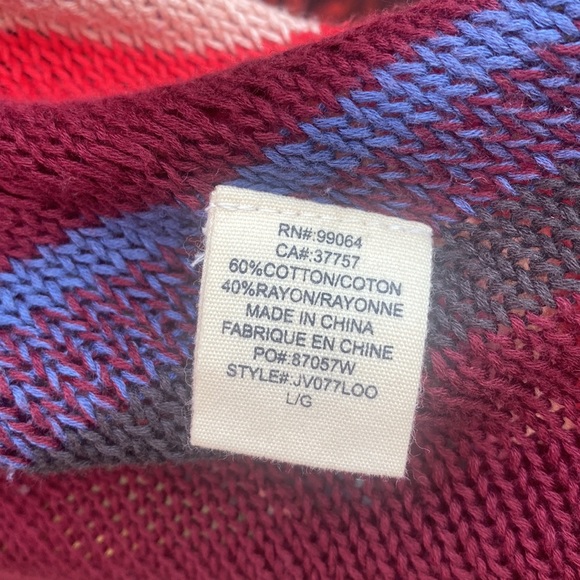 RN#:99064
CA#:37757
60%COTTON/COTON
40%RAYON/RAYONNE
MADE IN CHINA
FABRIQUE EN CHINE
PO#:87057W
STYLE#:JV077LOO
L/G